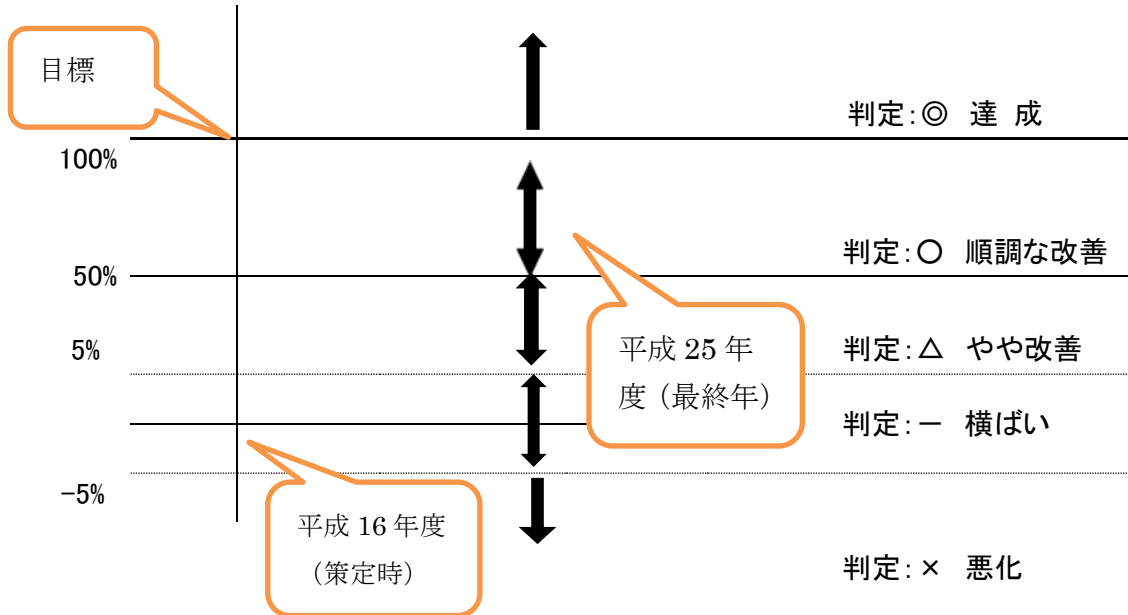 目標
判定：◎ 達 成
100%
判定：○ 順調な改善
50%
平成 25 年
度（最終年）
5%
判定：△ やや改善
判定：－ 横ばい
-5%
平成 16 年度
（策定時）
判定：× 悪化